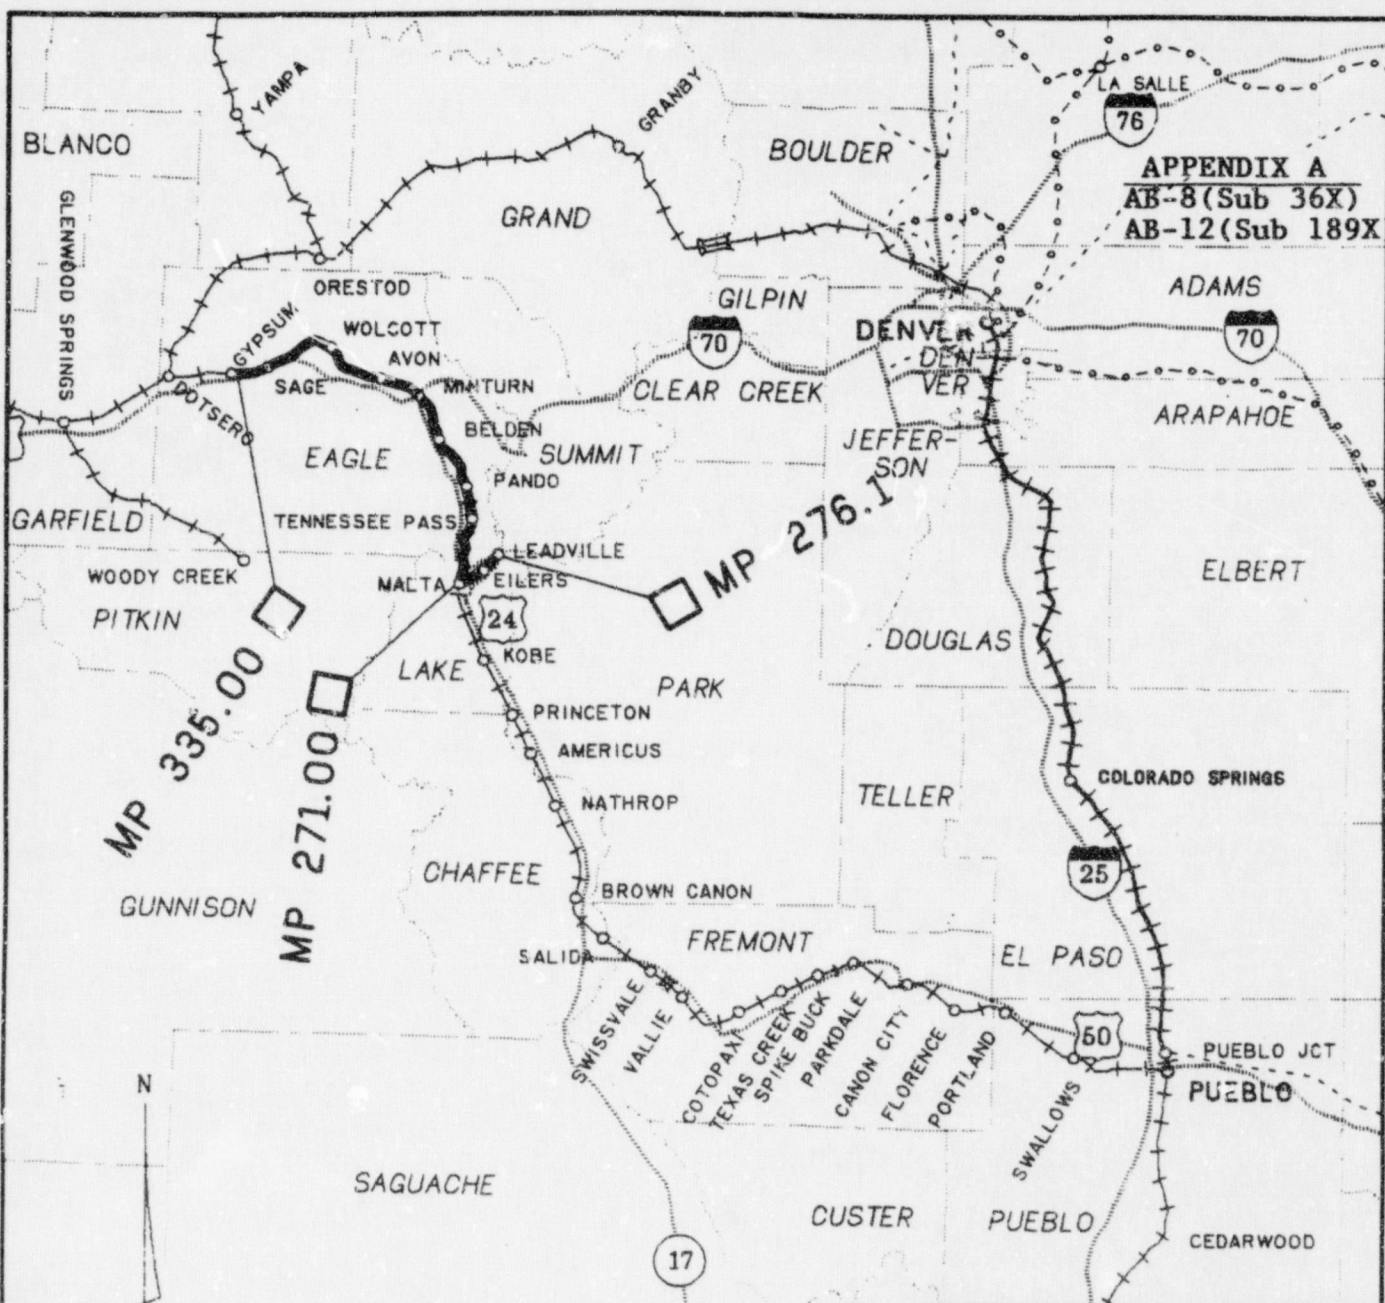 YAMPA
GRANBY
LA SALLE
76
BLANCO
BOULDER
APPENDIX A
AB-8(Sub 36X)
AB-12(Sub 189X
GRAND
GLENWOOD SPRINGS
ORESTOD
GILPIN
ADAMS
GYPSUM
WOLCOTT
AVON
70
DENVER
DEN
VER
70
DOTSERO
SAGE
MINTURN
CLEAR CREEK
ARAPAHOE
BELDEN
EAGLE
SUMMIT
JEFFER-
SON
PANDO
GARFIELD
TENNESSEE PASS
MP 276.1
LEADVILLE
WOODY CREEK
MALTA
EILERS
ELBERT
PITKIN
24
DOUGLAS
KOBE
LAKE
PARK
MP 335.00
MP 271.00
PRINCETON
AMERICUS
NATHROP
TELLER
COLORADO SPRINGS
CHAFFEE
25
BROWN CANON
GUNNISON
FREMONT
SALIDA
EL PASO
SWISSVALE
VALLIE
COTOPAXI
TEXAS CREEK
SPIKE BUCK
PARKDALE
CANON CITY
FLORENCE
PORTLAND
50
PUEBLO JCT
PUEBLO
SWALLOWS
N
SAGUACHE
CUSTER
PUEBLO
CEDARWOOD
17